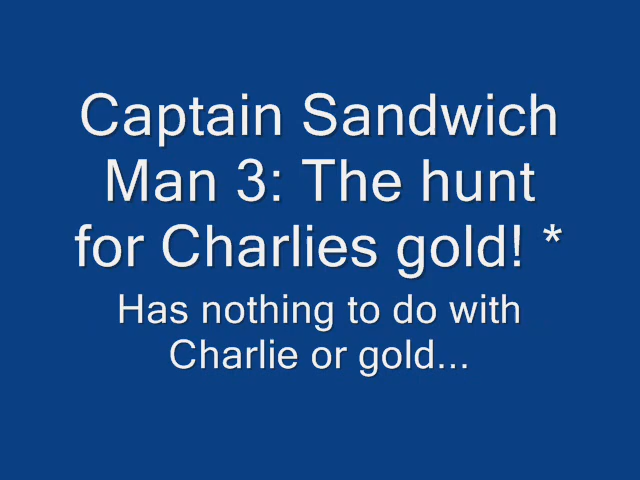 Captain Sandwich
Man 3: The hunt
for Charlies gold! *
Has nothing to do with
Charlie or gold...